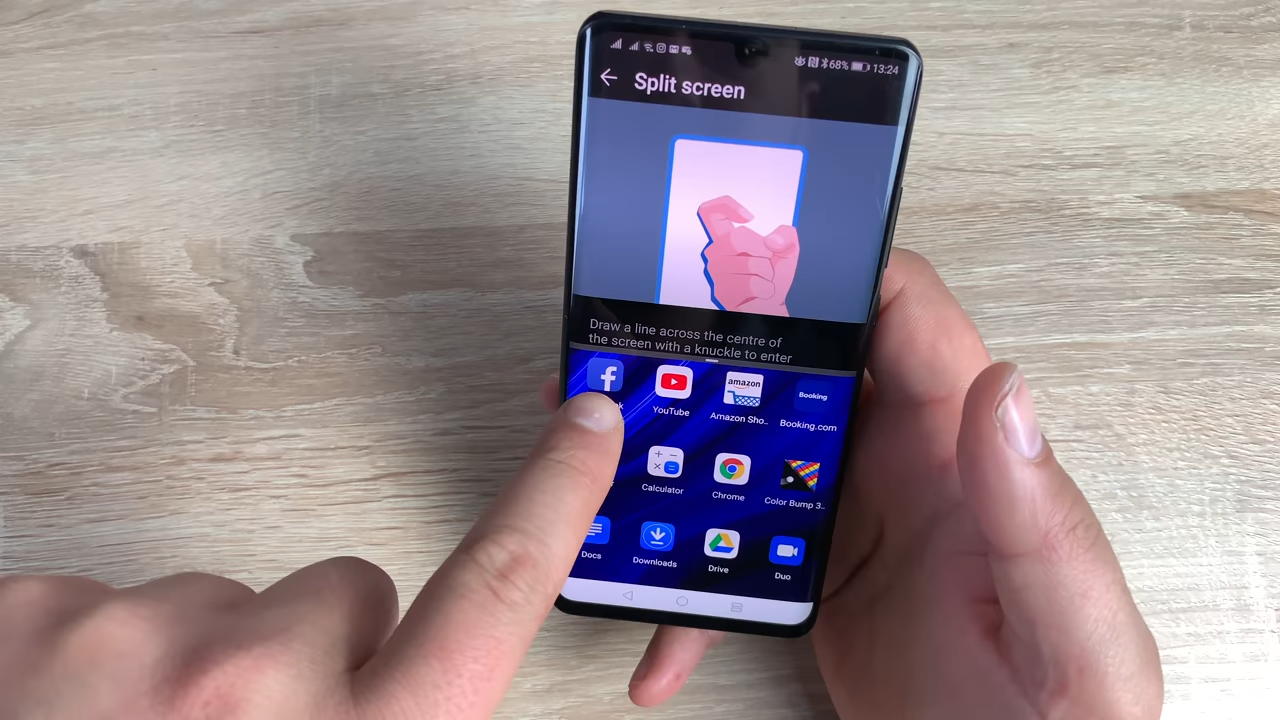 68% 13:24
Split screen
Draw a line across the centre of
the screen with a knuckle to enter
f
amazon
Booking
YouTube
Amazon Sho..
Booking.com
Calculator
Chrome
Color Bump 3..
Docs
Downloads
Drive
Duo